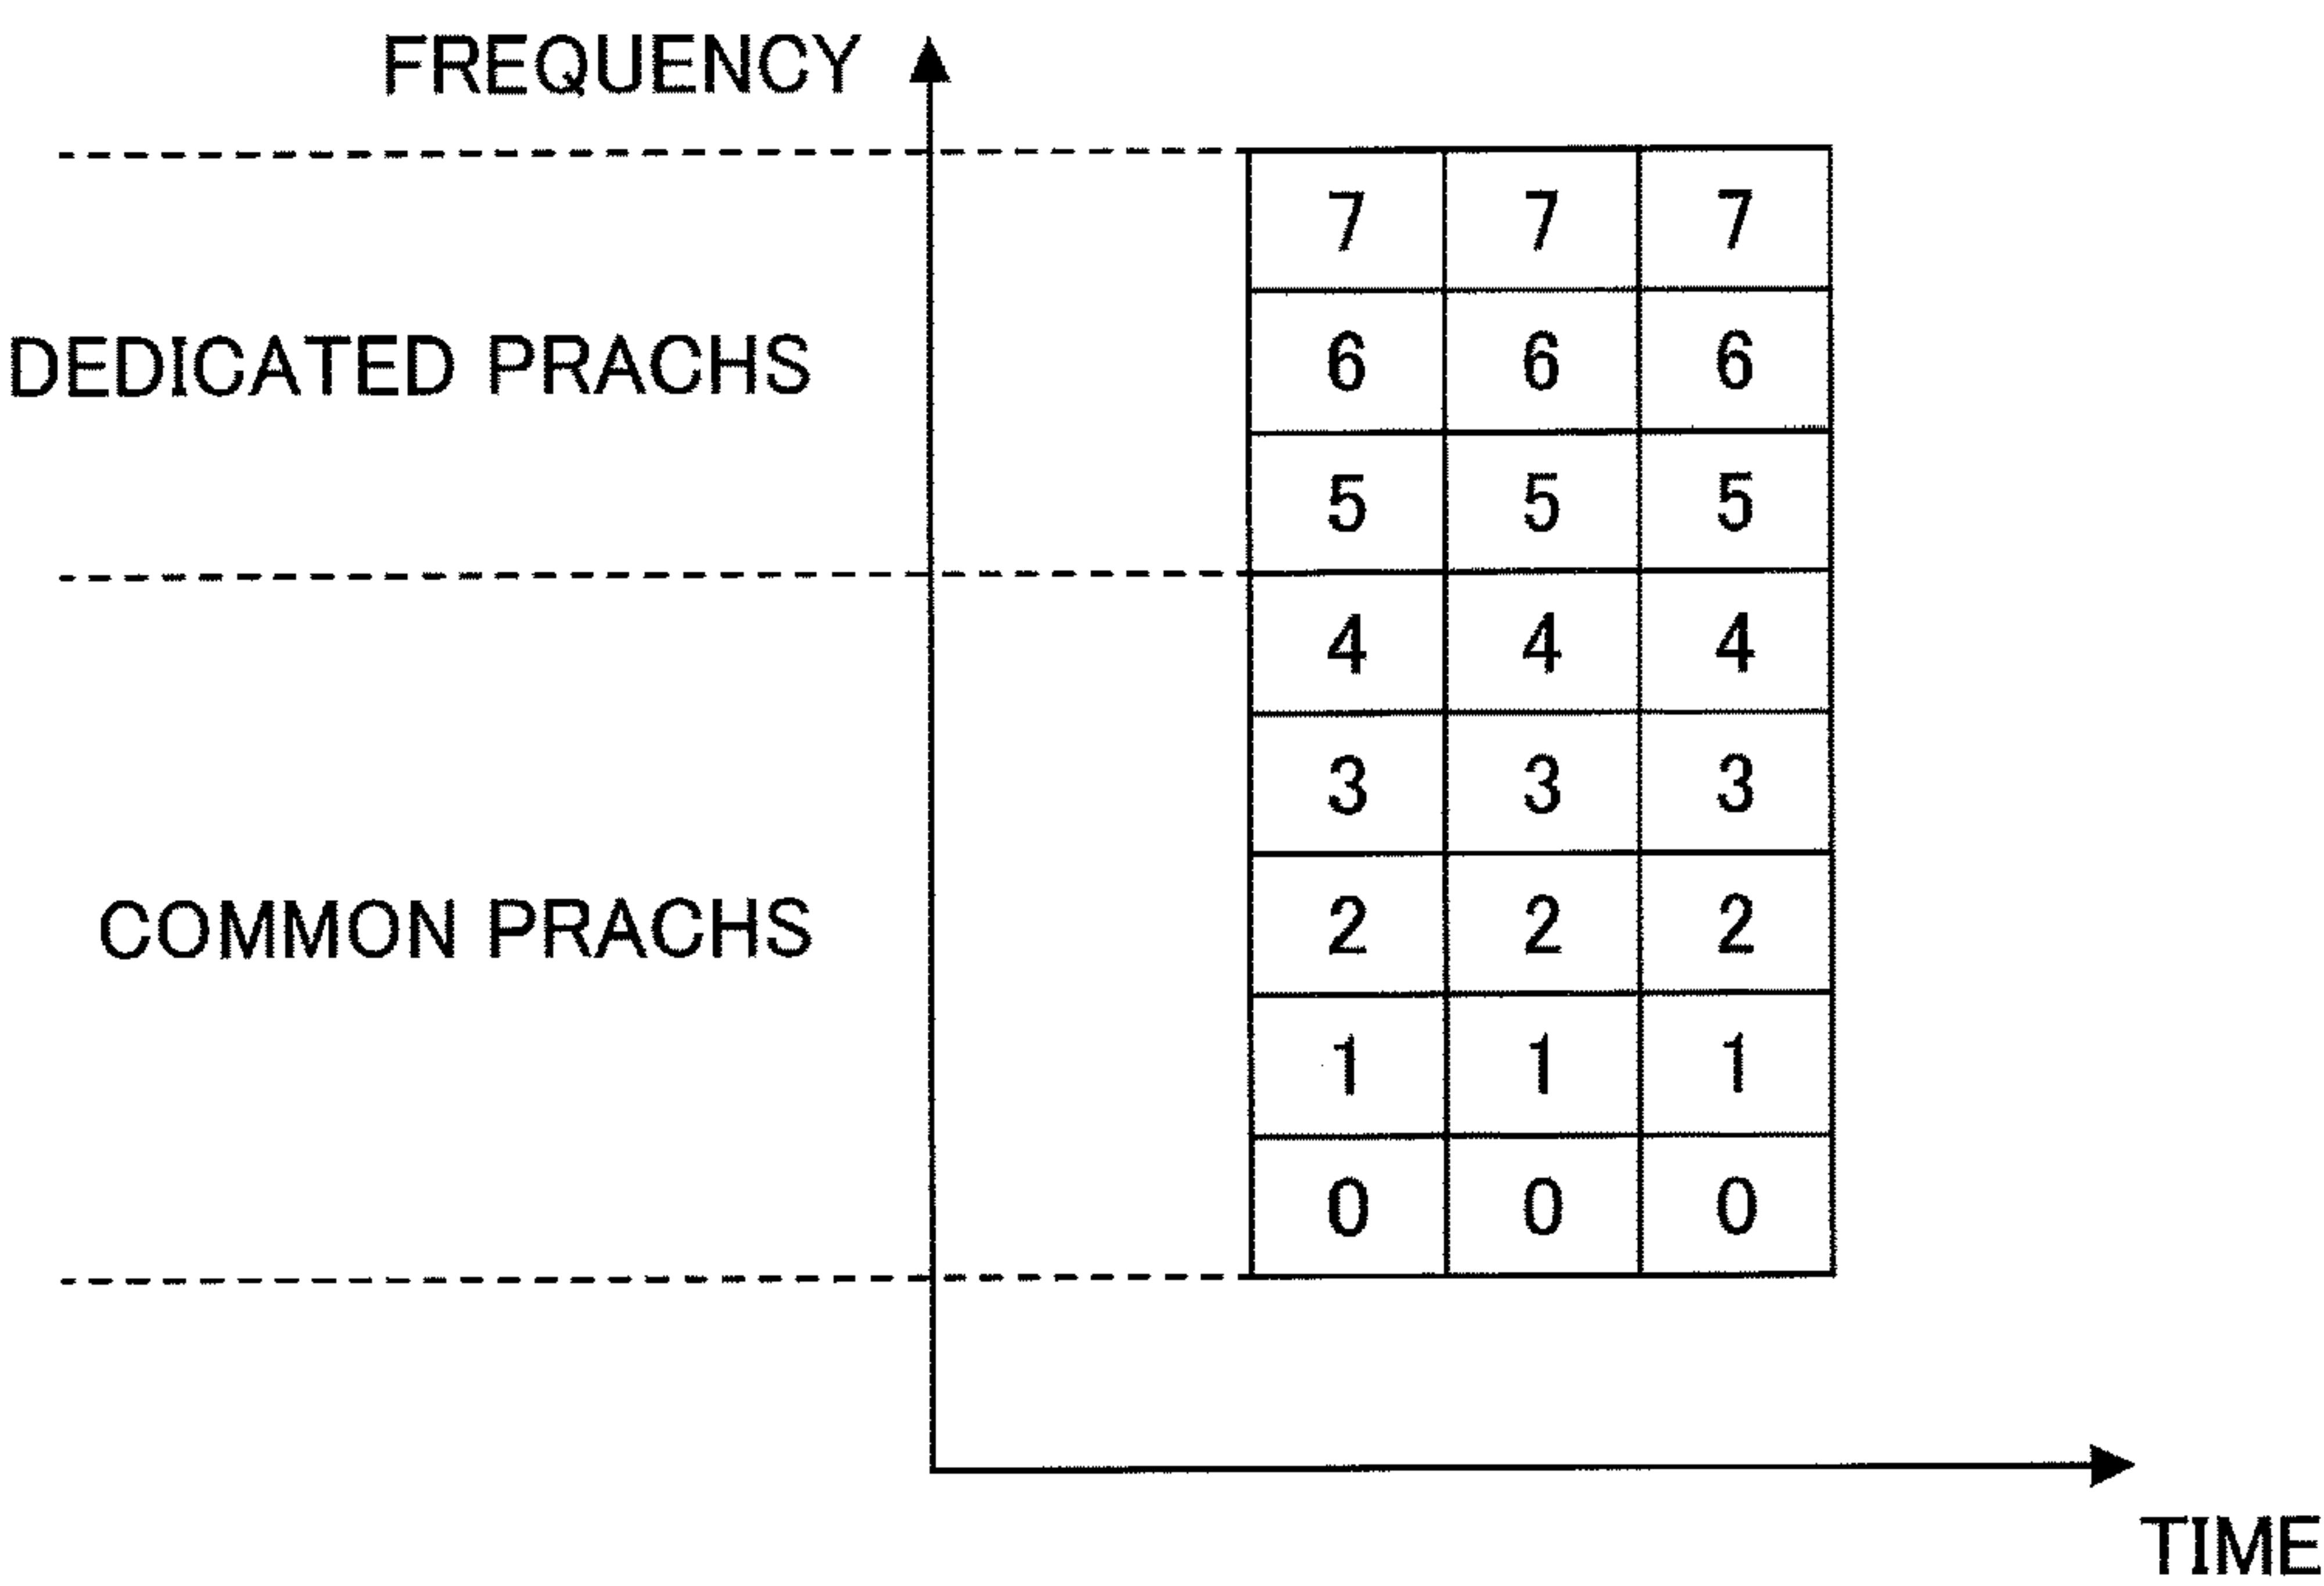 FREQUENCY
7 7 7
DEDICATED PRACHS
6 6 6
5 5 5
4 4 4
3 3 3
COMMON PRACHS
2 2 2
1 1 1
0 0 0
TIME